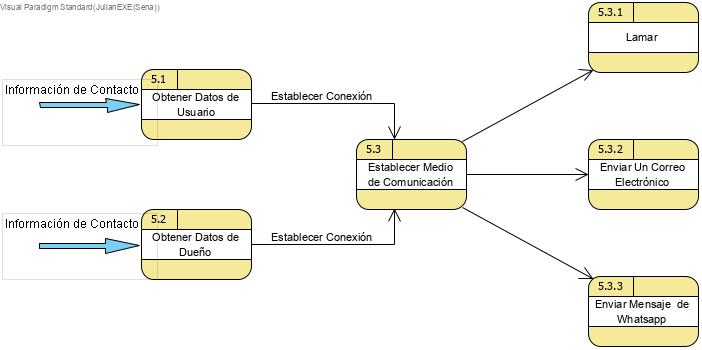 Visual Paradigm Standard(JulianEXE(Sena))
5.3.1
Lamar
5.1
Información de Contacto
Obtener Datos de
Usuario
Establecer Conexión
5.3
Establecer Medio
de Comunicación
5.3.2
Enviar Un Correo
Electrónico
5.2
Información de Contacto
Obtener Datos de
Dueño
Establecer Conexión
5.3.3
Enviar Mensaje de
Whatsapp